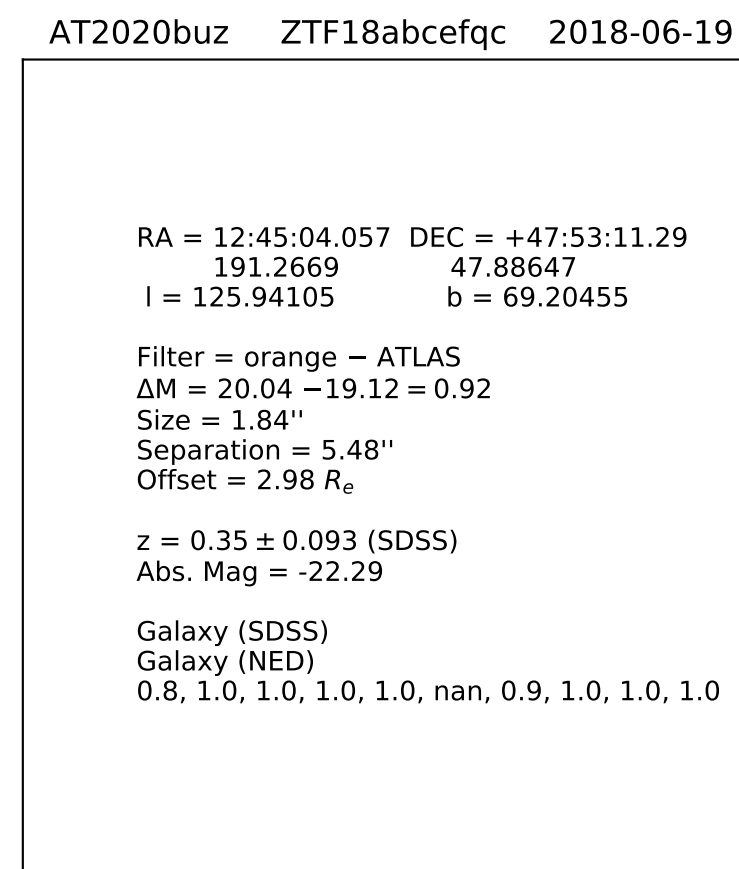 AT2020buz ZTF18abcefqc 2018-06-19
RA = 12:45:04.057 DEC = +47:53:11.29
191.2669 47.88647
l = 125.94105 b = 69.20455
Filter = orange − ATLAS
ΔM = 20.04 −19.12 = 0.92
Size = 1.84''
Separation = 5.48''
Offset = 2.98 Rₑ
z = 0.35 ± 0.093 (SDSS)
Abs. Mag = -22.29
Galaxy (SDSS)
Galaxy (NED)
0.8, 1.0, 1.0, 1.0, 1.0, nan, 0.9, 1.0, 1.0, 1.0